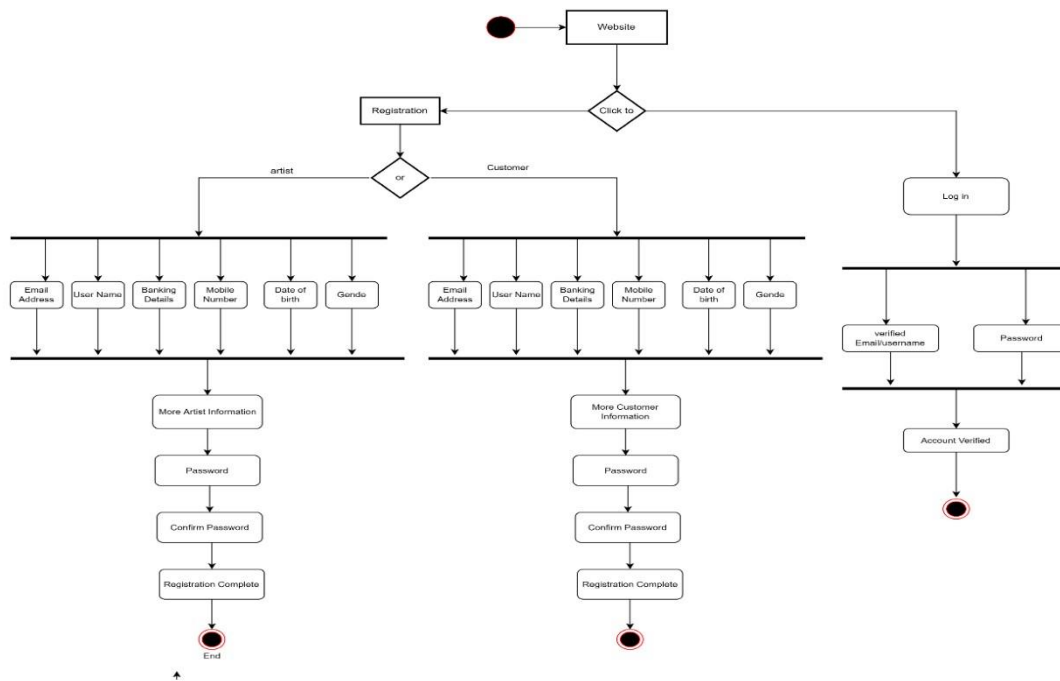 Website
Registration
Click to
artist
or
Customer
Log in
Email
Address
User Name
Banking
Details
Mobile
Number
Date of
birth
Gende
Email
Address
User Name
Banking
Details
Mobile
Number
Date of
birth
Gende
verified
Email/username
Password
More Artist Information
More Customer
Information
Account Verified
Password
Password
Confirm Password
Confirm Password
Registration Complete
Registration Complete
End